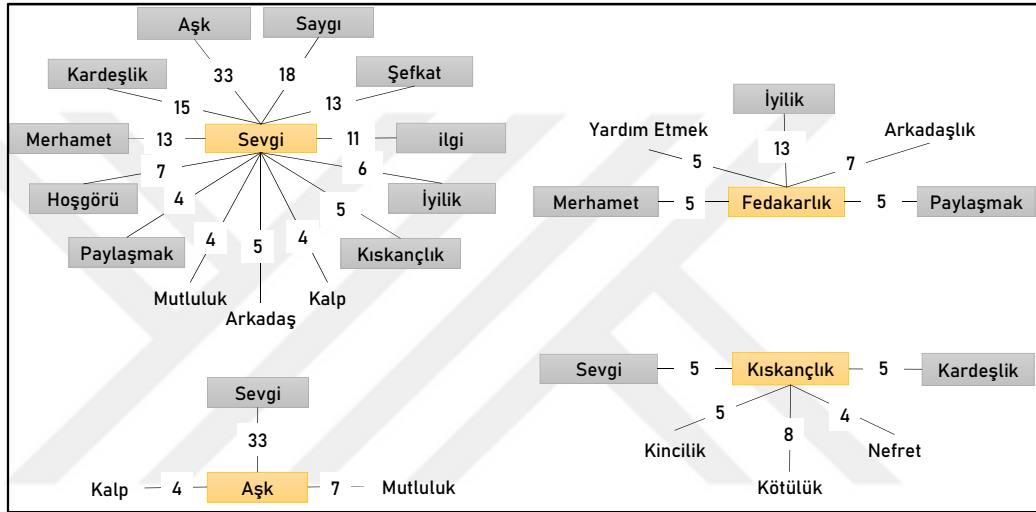 Aşk
Saygı
Kardeşlik
33
18
Şefkat
15
13
Merhamet
13
Sevgi
11
ilgi
7
6
Hoşgörü
4
İyilik
5
Paylaşmak
4
5
4
Kıskançlık
Mutluluk
Arkadaş
Kalp
İyilik
Yardım Etmek
13
Arkadaşlık
5
7
Merhamet
5
Fedakarlık
5
Paylaşmak
Sevgi
33
Kalp
4
Aşk
7
Mutluluk
Sevgi
5
Kıskançlık
5
Kardeşlik
5
8
4
Kincilik
Nefret
Kötülük